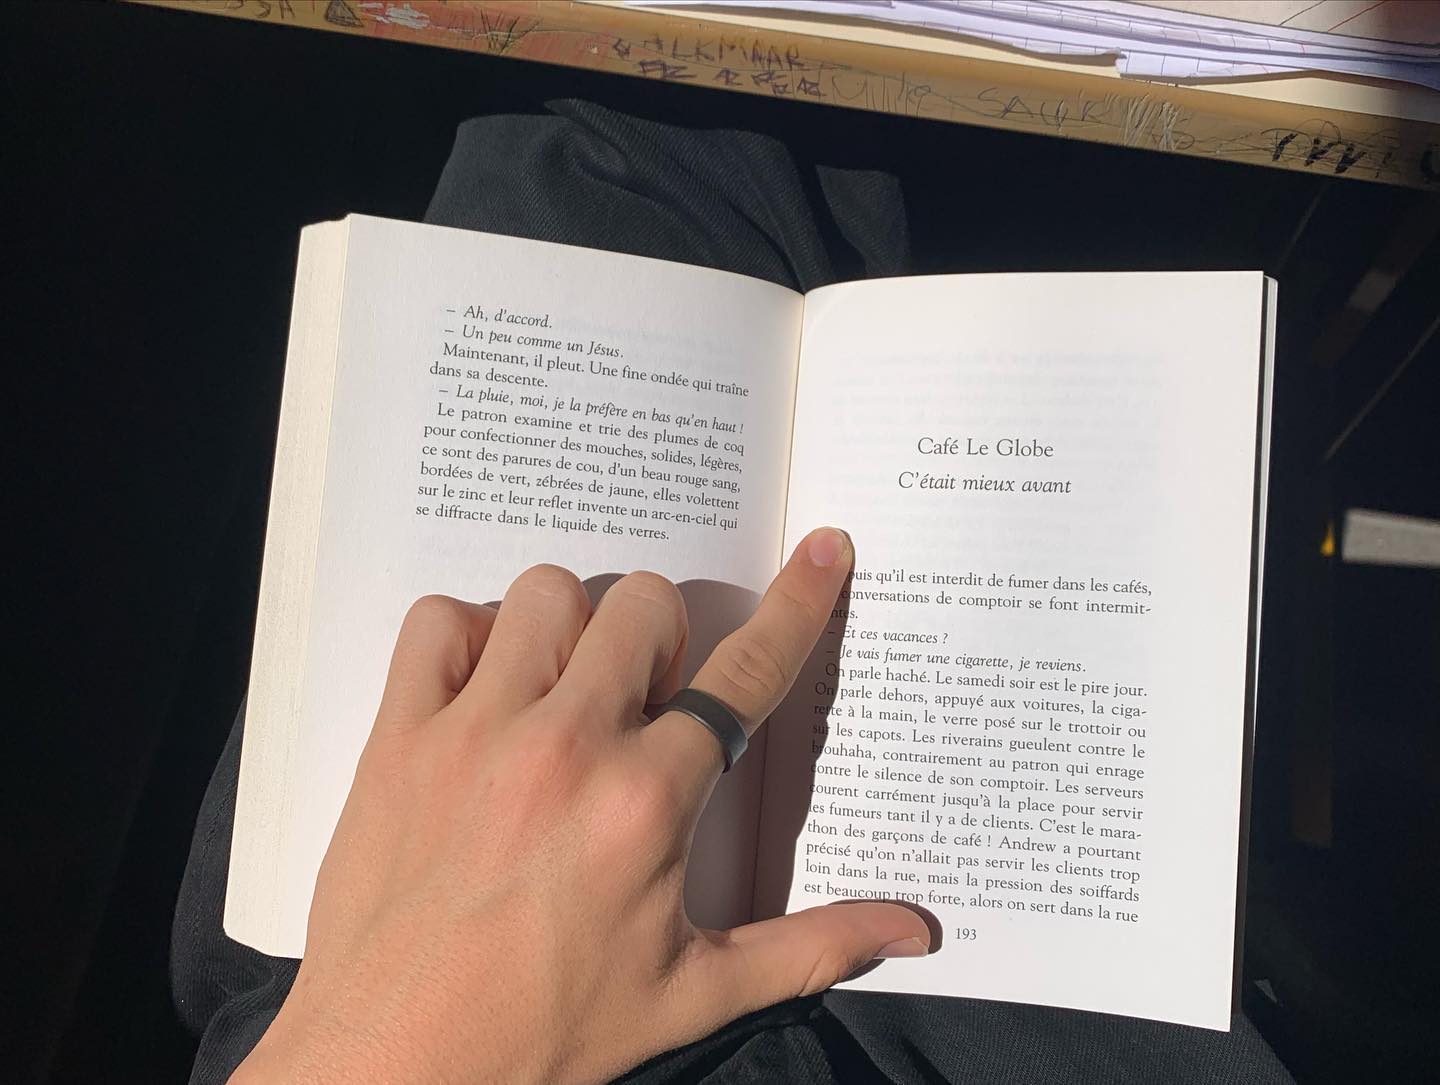 ALKMAAR
– Ah, d'accord.
– Un peu comme un Jésus.
Maintenant, il pleut. Une fine ondée qui traîne
dans sa descente.
– La pluie, moi, je la préfère en bas qu'en haut !
Le patron examine et trie des plumes de coq
pour confectionner des mouches, solides, légères,
ce sont des parures de cou, d'un beau rouge sang,
bordées de vert, zébrées de jaune, elles volettent
sur le zinc et leur reflet invente un arc-en-ciel qui
se diffracte dans le liquide des verres.
Café Le Globe
C'était mieux avant
puis qu'il est interdit de fumer dans les cafés,
conversations de comptoir se font intermit-
ntes.
– Et ces vacances ?
– Je vais fumer une cigarette, je reviens.
On parle haché. Le samedi soir est le pire jour.
On parle dehors, appuyé aux voitures, la ciga-
rette à la main, le verre posé sur le trottoir ou
sur les capots. Les riverains gueulent contre le
brouhaha, contrairement au patron qui enrage
contre le silence de son comptoir. Les serveurs
courent carrément jusqu'à la place pour servir
les fumeurs tant il y a de clients. C'est le mara-
thon des garçons de café ! Andrew a pourtant
précisé qu'on n'allait pas servir les clients trop
loin dans la rue, mais la pression des soiffards
est beaucoup trop forte, alors on sert dans la rue
193